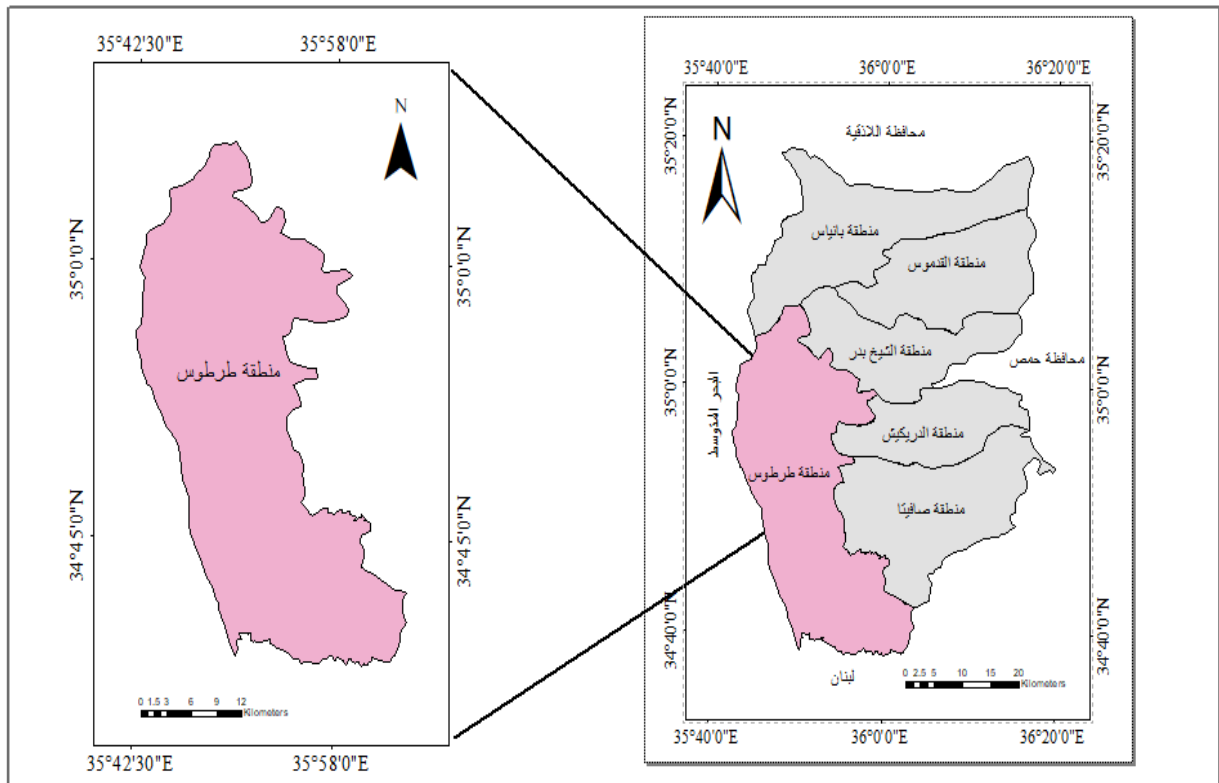 35°42'30"E
35°58'0"E
N
35°0'0"N
35°0'0"N
منطقة طرطوس
34°45'0"N
34°45'0"N
0 1.5 3 6 9 12
Kilometers
35°42'30"E
35°58'0"E
35°40'0"E
36°0'0"E
36°20'0"E
35°20'0"N
35°20'0"N
محافظة اللاذقية
N
منطقة بانياس
منطقة القدموس
منطقة الشيخ بدر
محافظة حمص
35°0'0"N
35°0'0"N
البحر المتوسط
منطقة الدريكيش
منطقة طرطوس
منطقة صافيتا
34°40'0"N
34°40'0"N
لبنان
0 2.5 5 10 15 20
Kilometers
35°40'0"E
36°0'0"E
36°20'0"E